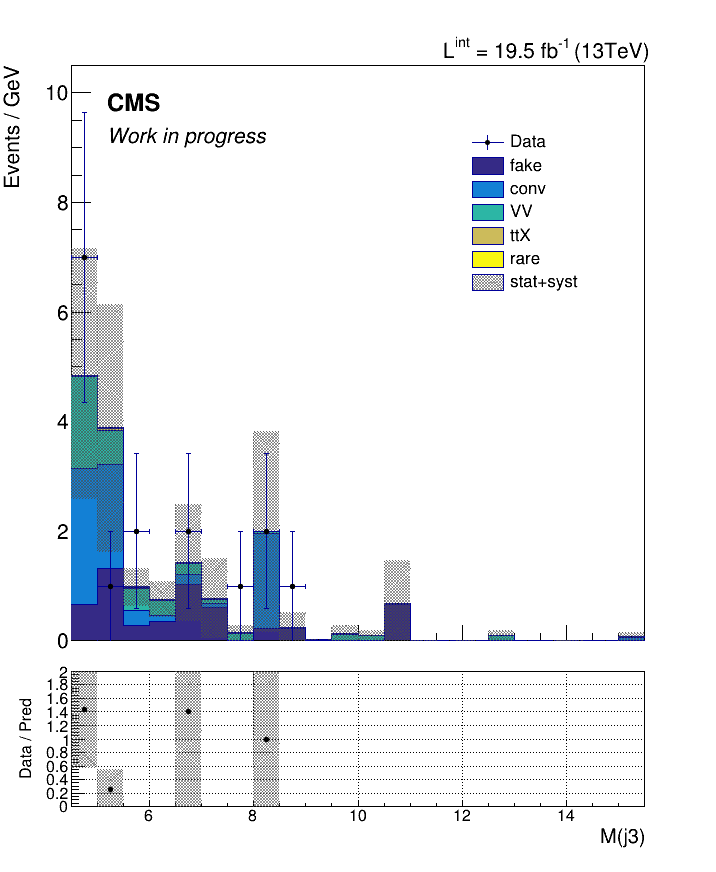 L^int = 19.5 fb^-1 (13TeV)
Events / GeV
CMS
Work in progress
10
8
6
4
2
0
Data
fake
conv
VV
ttX
rare
stat+syst
Data / Pred
2
1.8
1.6
1.4
1.2
1
0.8
0.6
0.4
0.2
0
6
8
10
12
14
M(j3)